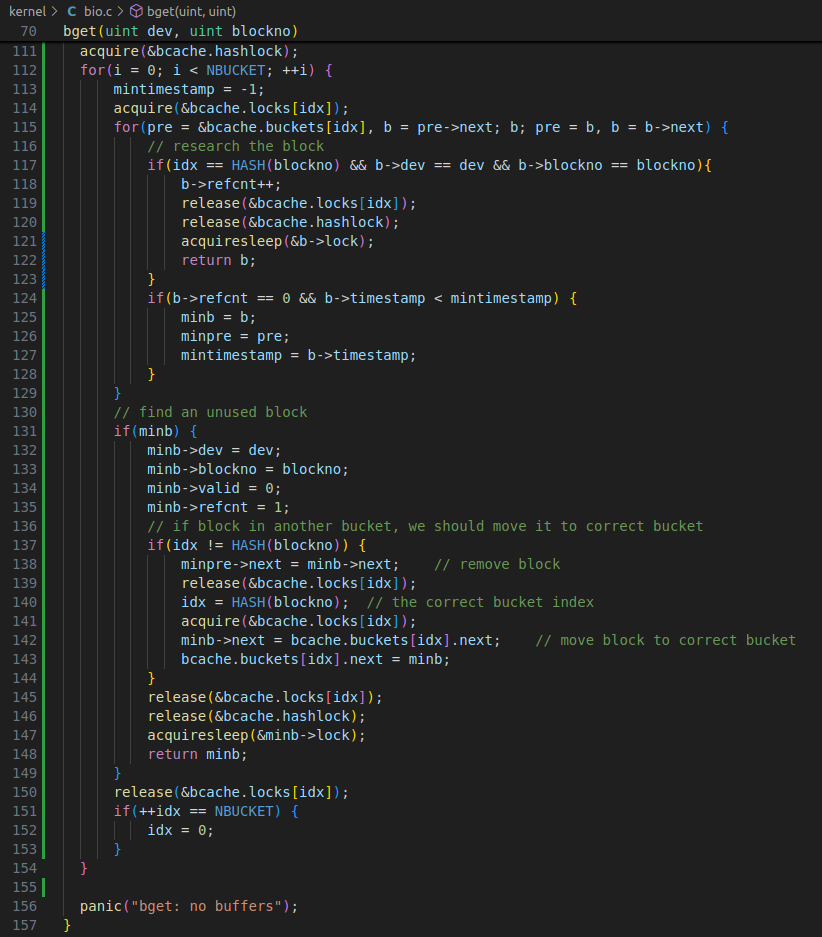 kernel > C bio.c > bget(uint, uint)
70 bget(uint dev, uint blockno)
111 acquire(&bcache.hashlock);
112 for(i = 0; i < NBUCKET; ++i) {
113 mintimestamp = -1;
114 acquire(&bcache.locks[idx]);
115 for(pre = &bcache.buckets[idx], b = pre->next; b; pre = b, b = b->next) {
116 // research the block
117 if(idx == HASH(blockno) && b->dev == dev && b->blockno == blockno){
118 b->refcnt++;
119 release(&bcache.locks[idx]);
120 release(&bcache.hashlock);
121 acquiresleep(&b->lock);
122 return b;
123 }
124 if(b->refcnt == 0 && b->timestamp < mintimestamp) {
125 minb = b;
126 minpre = pre;
127 mintimestamp = b->timestamp;
128 }
129 }
130 // find an unused block
131 if(minb) {
132 minb->dev = dev;
133 minb->blockno = blockno;
134 minb->valid = 0;
135 minb->refcnt = 1;
136 // if block in another bucket, we should move it to correct bucket
137 if(idx != HASH(blockno)) {
138 minpre->next = minb->next;    // remove block
139 release(&bcache.locks[idx]);
140 idx = HASH(blockno);  // the correct bucket index
141 acquire(&bcache.locks[idx]);
142 minb->next = bcache.buckets[idx].next;    // move block to correct bucket
143 bcache.buckets[idx].next = minb;
144 }
145 release(&bcache.locks[idx]);
146 release(&bcache.hashlock);
147 acquiresleep(&minb->lock);
148 return minb;
149 }
150 release(&bcache.locks[idx]);
151 if(++idx == NBUCKET) {
152 idx = 0;
153 }
154 }
155
156 panic("bget: no buffers");
157 }